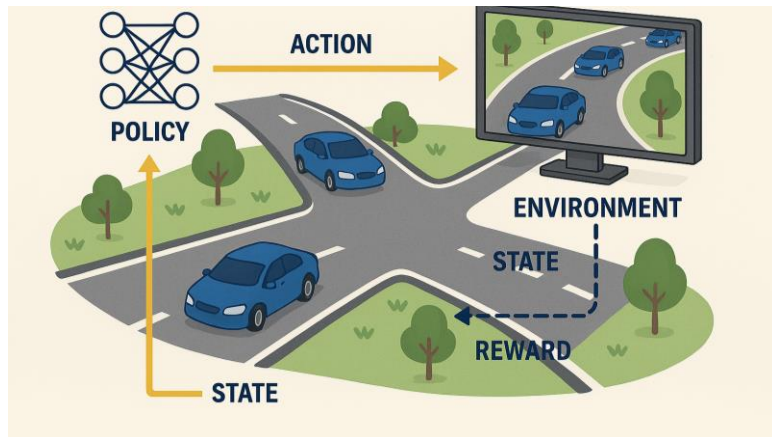 ACTION
POLICY
ENVIRONMENT
STATE
REWARD
STATE